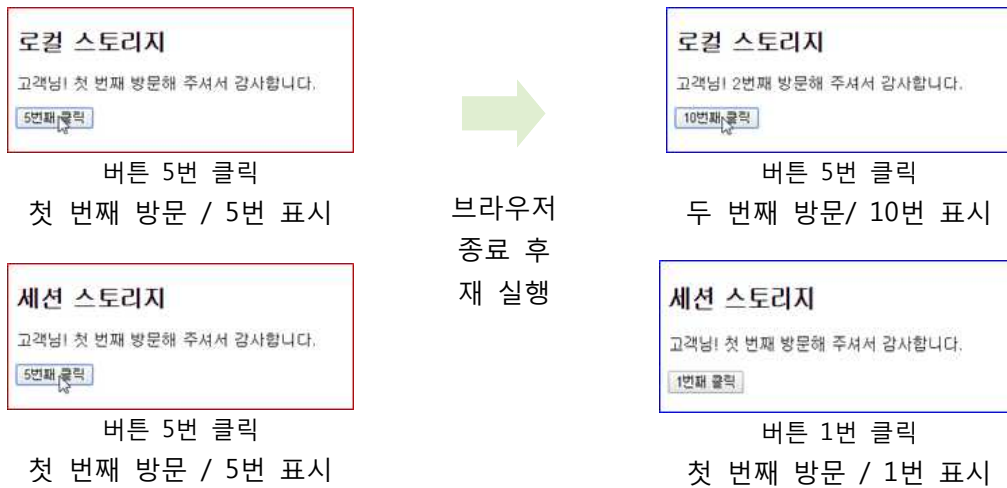 로컬 스토리지
고객님! 첫 번째 방문해 주셔서 감사합니다.
5번째 클릭
버튼 5번 클릭
첫 번째 방문 / 5번 표시
브라우저
종료 후
재 실행
로컬 스토리지
고객님! 2번째 방문해 주셔서 감사합니다.
10번째 클릭
버튼 5번 클릭
두 번째 방문/ 10번 표시
세션 스토리지
고객님! 첫 번째 방문해 주셔서 감사합니다.
5번째 클릭
버튼 5번 클릭
첫 번째 방문 / 5번 표시
세션 스토리지
고객님! 첫 번째 방문해 주셔서 감사합니다.
1번째 클릭
버튼 1번 클릭
첫 번째 방문 / 1번 표시